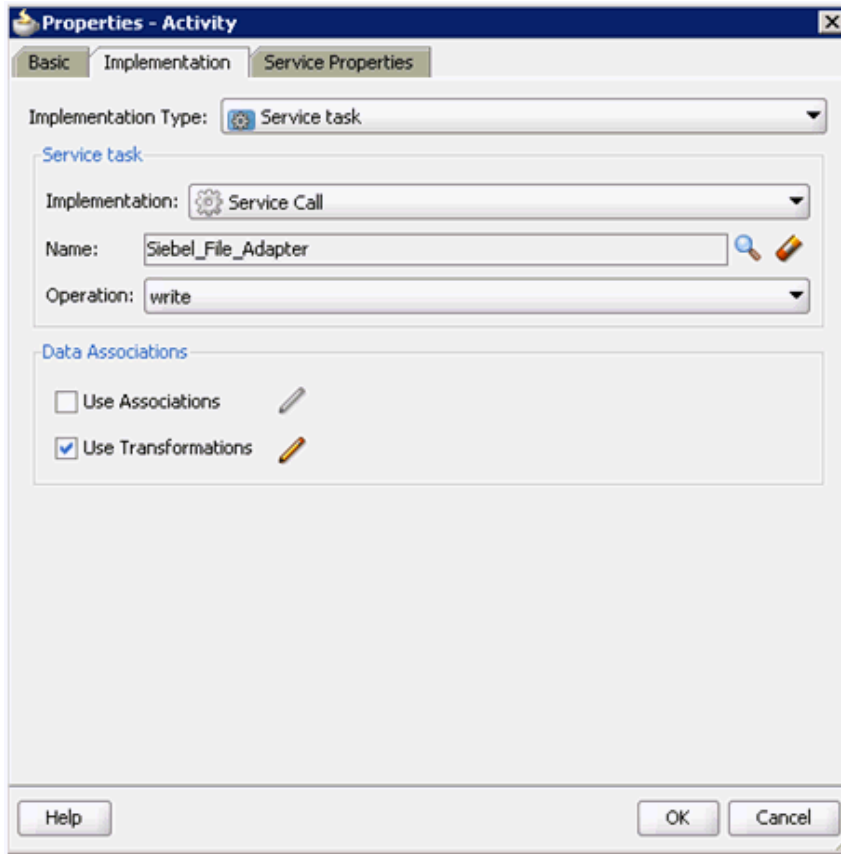 Properties - Activity
Basic Implementation Service Properties
Implementation Type: Service task
Service task
Implementation: Service Call
Name: Siebel_File_Adapter
Operation: write
Data Associations
Use Associations
Use Transformations
Help OK Cancel